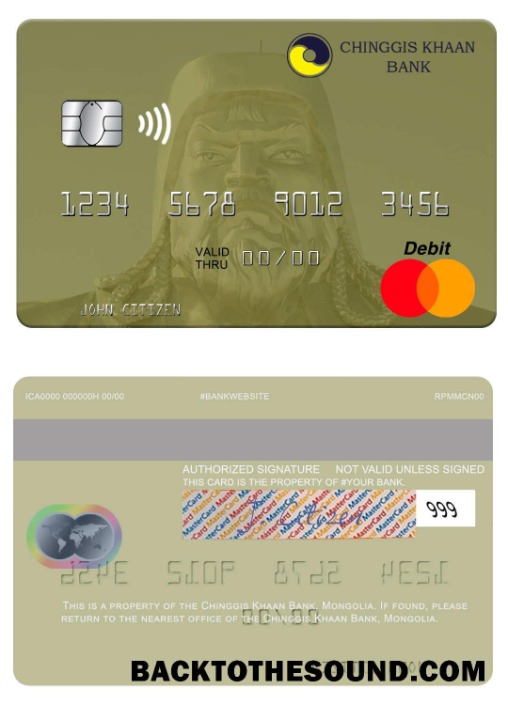 CHINGGIS KHAAN
BANK
1234 5678 9012 3456
Debit
VALID
THRU 00/00
JOHN CITIZEN
ICA0000 000000H 00/00 #BANKWEBSITE RPMMCN00
AUTHORIZED SIGNATURE NOT VALID UNLESS SIGNED
THIS CARD IS THE PROPERTY OF #YOUR BANK.
MasterCard
999
THIS IS A PROPERTY OF THE CHINGGIS KHAAN BANK, MONGOLIA. IF FOUND, PLEASE
RETURN TO THE NEAREST OFFICE OF CHINGGIS KHAAN BANK, MONGOLIA.
BACKTOTHESOUND.COM